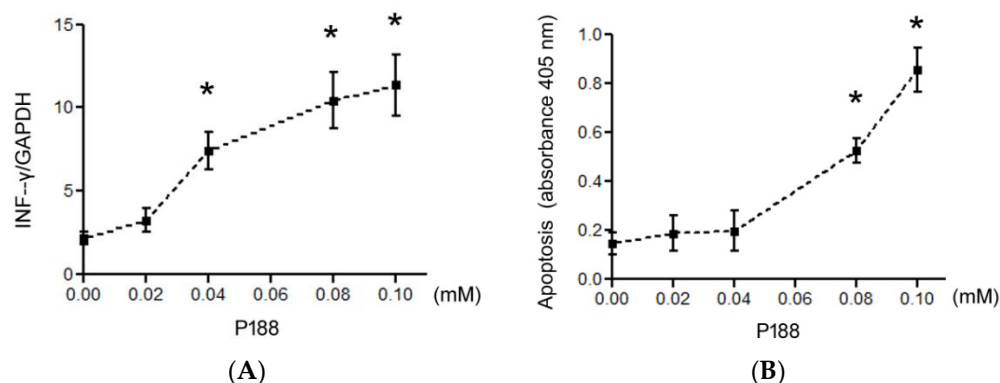 15
10
5
0
INF--γ/GAPDH
* * *
0.00 0.02 0.04 0.06 0.08 0.10 (mM)
P188
(A)
1.0
0.8
0.6
0.4
0.2
0.0
Apoptosis (absorbance 405 nm)
* *
0.00 0.02 0.04 0.06 0.08 0.10 (mM)
P188
(B)